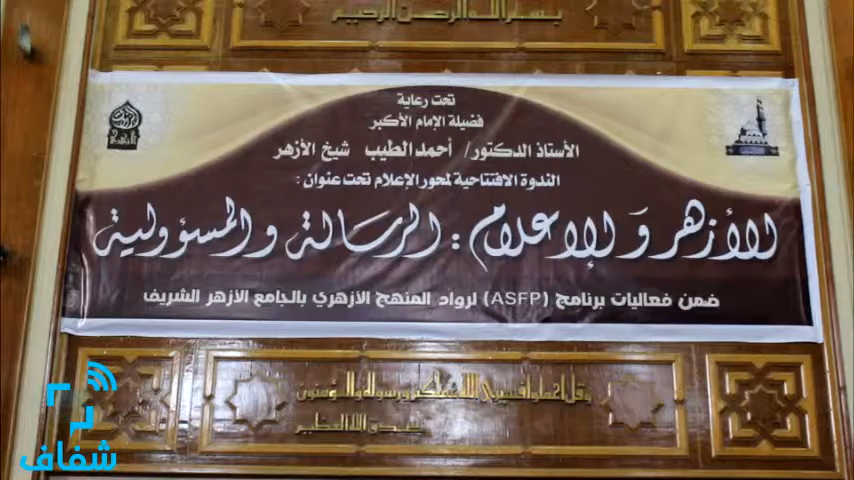 بسم الله الرحمن الرحيم
تحت رعاية
فضيلة الإمام الأكبر
الأستاذ الدكتور/ أحمد الطيب شيخ الأزهر
الندوة الافتتاحية لمحور الإعلام تحت عنوان :
الأزهر وَ الإعلام : الرسالة والمسؤولية
ضمن فعاليات برنامج (ASFP) لرواد المنهج الأزهري بالجامع الأزهر الشريف
وقل اعملوا فسيرى الله عملكم ورسوله والمؤمنون
صدق الله العظيم
شفاف